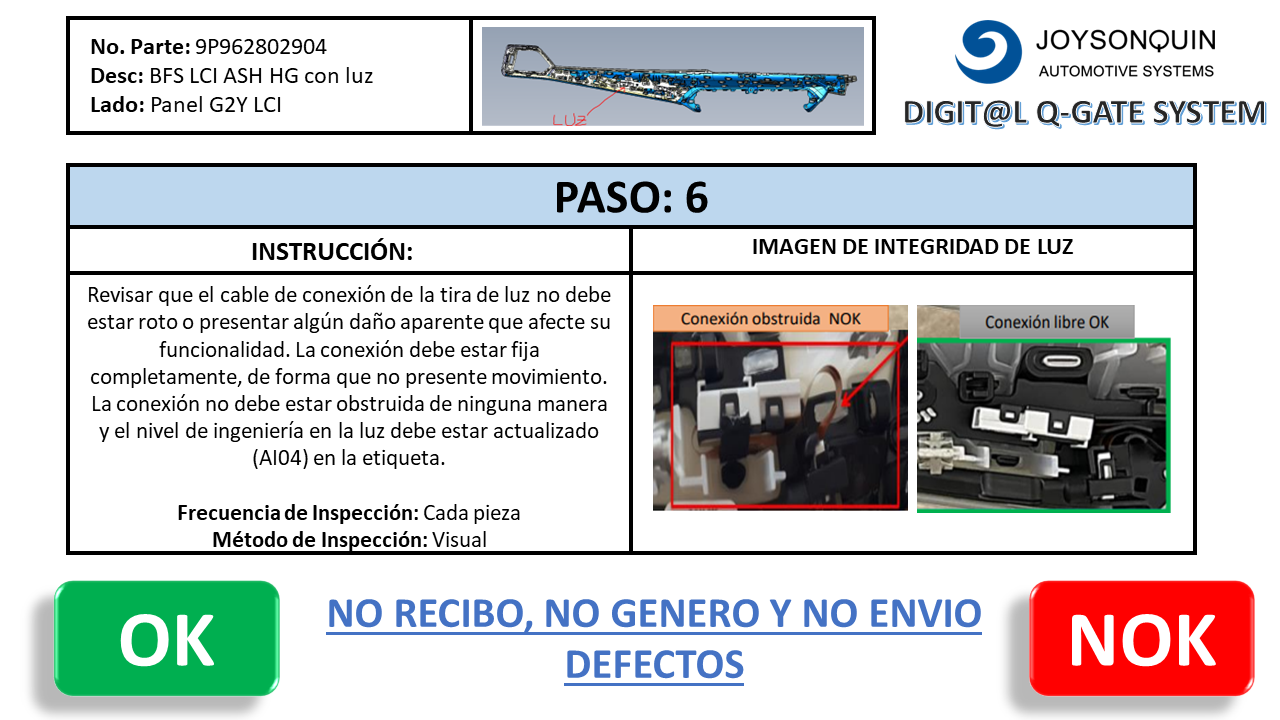 No. Parte: 9P962802904
Desc: BFS LCI ASH HG con luz
Lado: Panel G2Y LCI
LUZ
JOYSONQUIN
AUTOMOTIVE SYSTEMS
DIGIT@L Q-GATE SYSTEM
PASO: 6
INSTRUCCIÓN:
IMAGEN DE INTEGRIDAD DE LUZ
Revisar que el cable de conexión de la tira de luz no debe
estar roto o presentar algún daño aparente que afecte su
funcionalidad. La conexión debe estar fija
completamente, de forma que no presente movimiento.
La conexión no debe estar obstruida de ninguna manera
y el nivel de ingeniería en la luz debe estar actualizado
(AI04) en la etiqueta.
Frecuencia de Inspección: Cada pieza
Método de Inspección: Visual
Conexión obstruida NOK
Conexión libre OK
OK
NO RECIBO, NO GENERO Y NO ENVIO
DEFECTOS
NOK